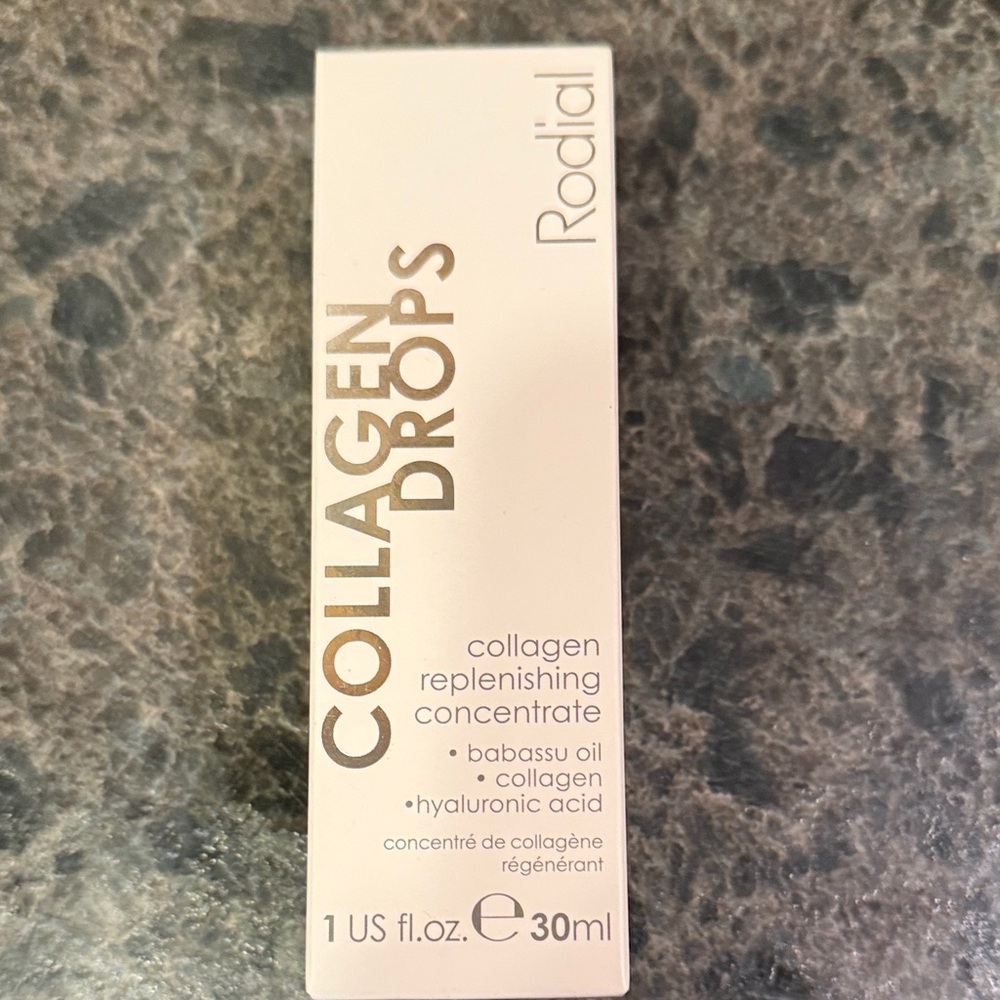 Rodial
COLLAGEN
DROPS
collagen
replenishing
concentrate
• babassu oil
• collagen
•hyaluronic acid
concentré de collagène
régénérant
1 US fl.oz. ℮ 30ml